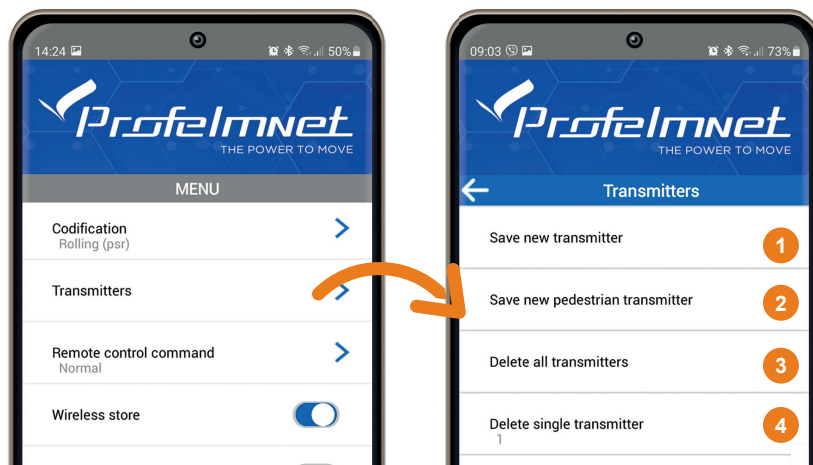 14:24 50%
Profelmnet
THE POWER TO MOVE
MENU
Codification
Rolling (psr)
Transmitters
Remote control command
Normal
Wireless store
09:03 73%
Profelmnet
THE POWER TO MOVE
Transmitters
Save new transmitter
1
Save new pedestrian transmitter
2
Delete all transmitters
3
Delete single transmitter
1
4